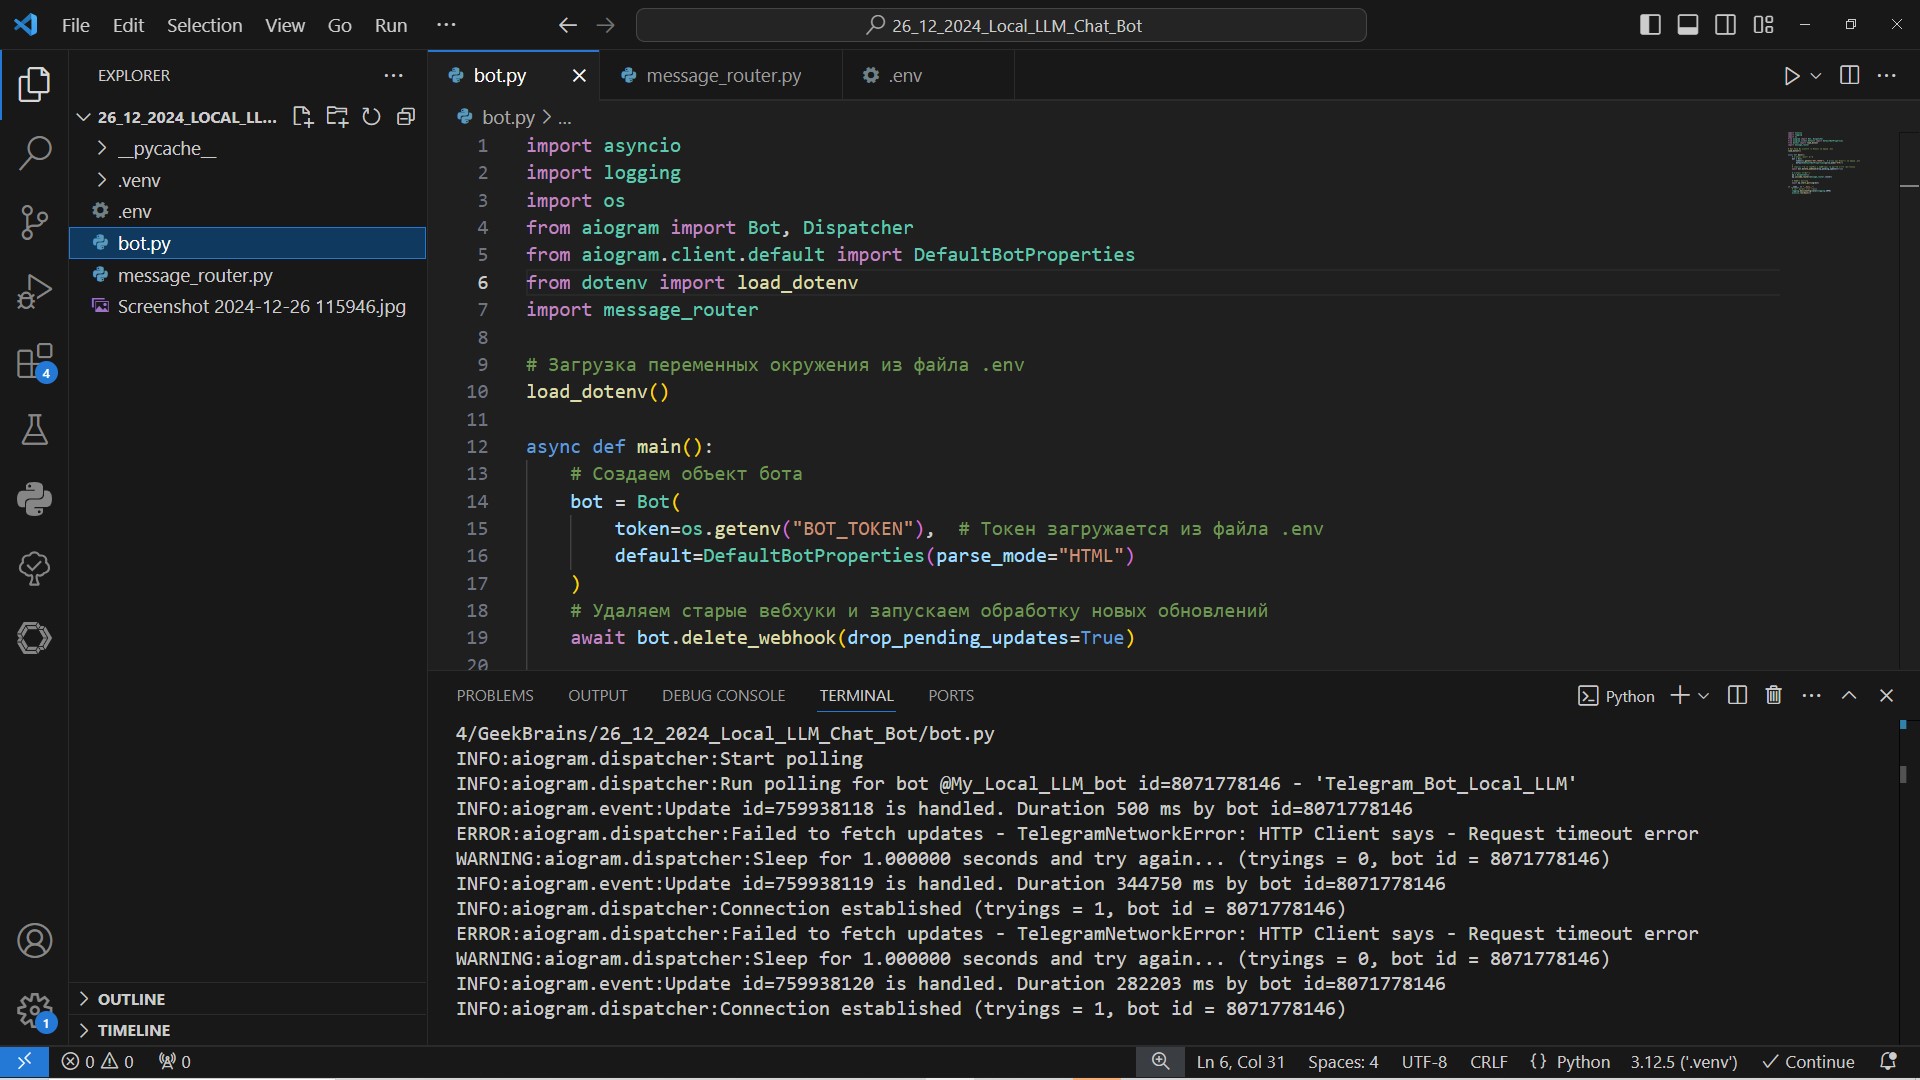 File Edit Selection View Go Run ··· 26_12_2024_Local_LLM_Chat_Bot
EXPLORER ···
26_12_2024_LOCAL_LL...
__pycache__
.venv
.env
bot.py
message_router.py
Screenshot 2024-12-26 115946.jpg
4
1
OUTLINE
TIMELINE
bot.py message_router.py .env
bot.py > ...
1 import asyncio
2 import logging
3 import os
4 from aiogram import Bot, Dispatcher
5 from aiogram.client.default import DefaultBotProperties
6 from dotenv import load_dotenv
7 import message_router
8
9 # Загрузка переменных окружения из файла .env
10 load_dotenv()
11
12 async def main():
13 # Создаем объект бота
14 bot = Bot(
15 token=os.getenv("BOT_TOKEN"), # Токен загружается из файла .env
16 default=DefaultBotProperties(parse_mode="HTML")
17 )
18 # Удаляем старые вебхуки и запускаем обработку новых обновлений
19 await bot.delete_webhook(drop_pending_updates=True)
20
PROBLEMS OUTPUT DEBUG CONSOLE TERMINAL PORTS Python
4/GeekBrains/26_12_2024_Local_LLM_Chat_Bot/bot.py
INFO:aiogram.dispatcher:Start polling
INFO:aiogram.dispatcher:Run polling for bot @My_Local_LLM_bot id=8071778146 - 'Telegram_Bot_Local_LLM'
INFO:aiogram.event:Update id=759938118 is handled. Duration 500 ms by bot id=8071778146
ERROR:aiogram.dispatcher:Failed to fetch updates - TelegramNetworkError: HTTP Client says - Request timeout error
WARNING:aiogram.dispatcher:Sleep for 1.000000 seconds and try again... (tryings = 0, bot id = 8071778146)
INFO:aiogram.event:Update id=759938119 is handled. Duration 344750 ms by bot id=8071778146
INFO:aiogram.dispatcher:Connection established (tryings = 1, bot id = 8071778146)
ERROR:aiogram.dispatcher:Failed to fetch updates - TelegramNetworkError: HTTP Client says - Request timeout error
WARNING:aiogram.dispatcher:Sleep for 1.000000 seconds and try again... (tryings = 0, bot id = 8071778146)
INFO:aiogram.event:Update id=759938120 is handled. Duration 282203 ms by bot id=8071778146
INFO:aiogram.dispatcher:Connection established (tryings = 1, bot id = 8071778146)
0 0 0 Ln 6, Col 31 Spaces: 4 UTF-8 CRLF {} Python 3.12.5 ('.venv') Continue